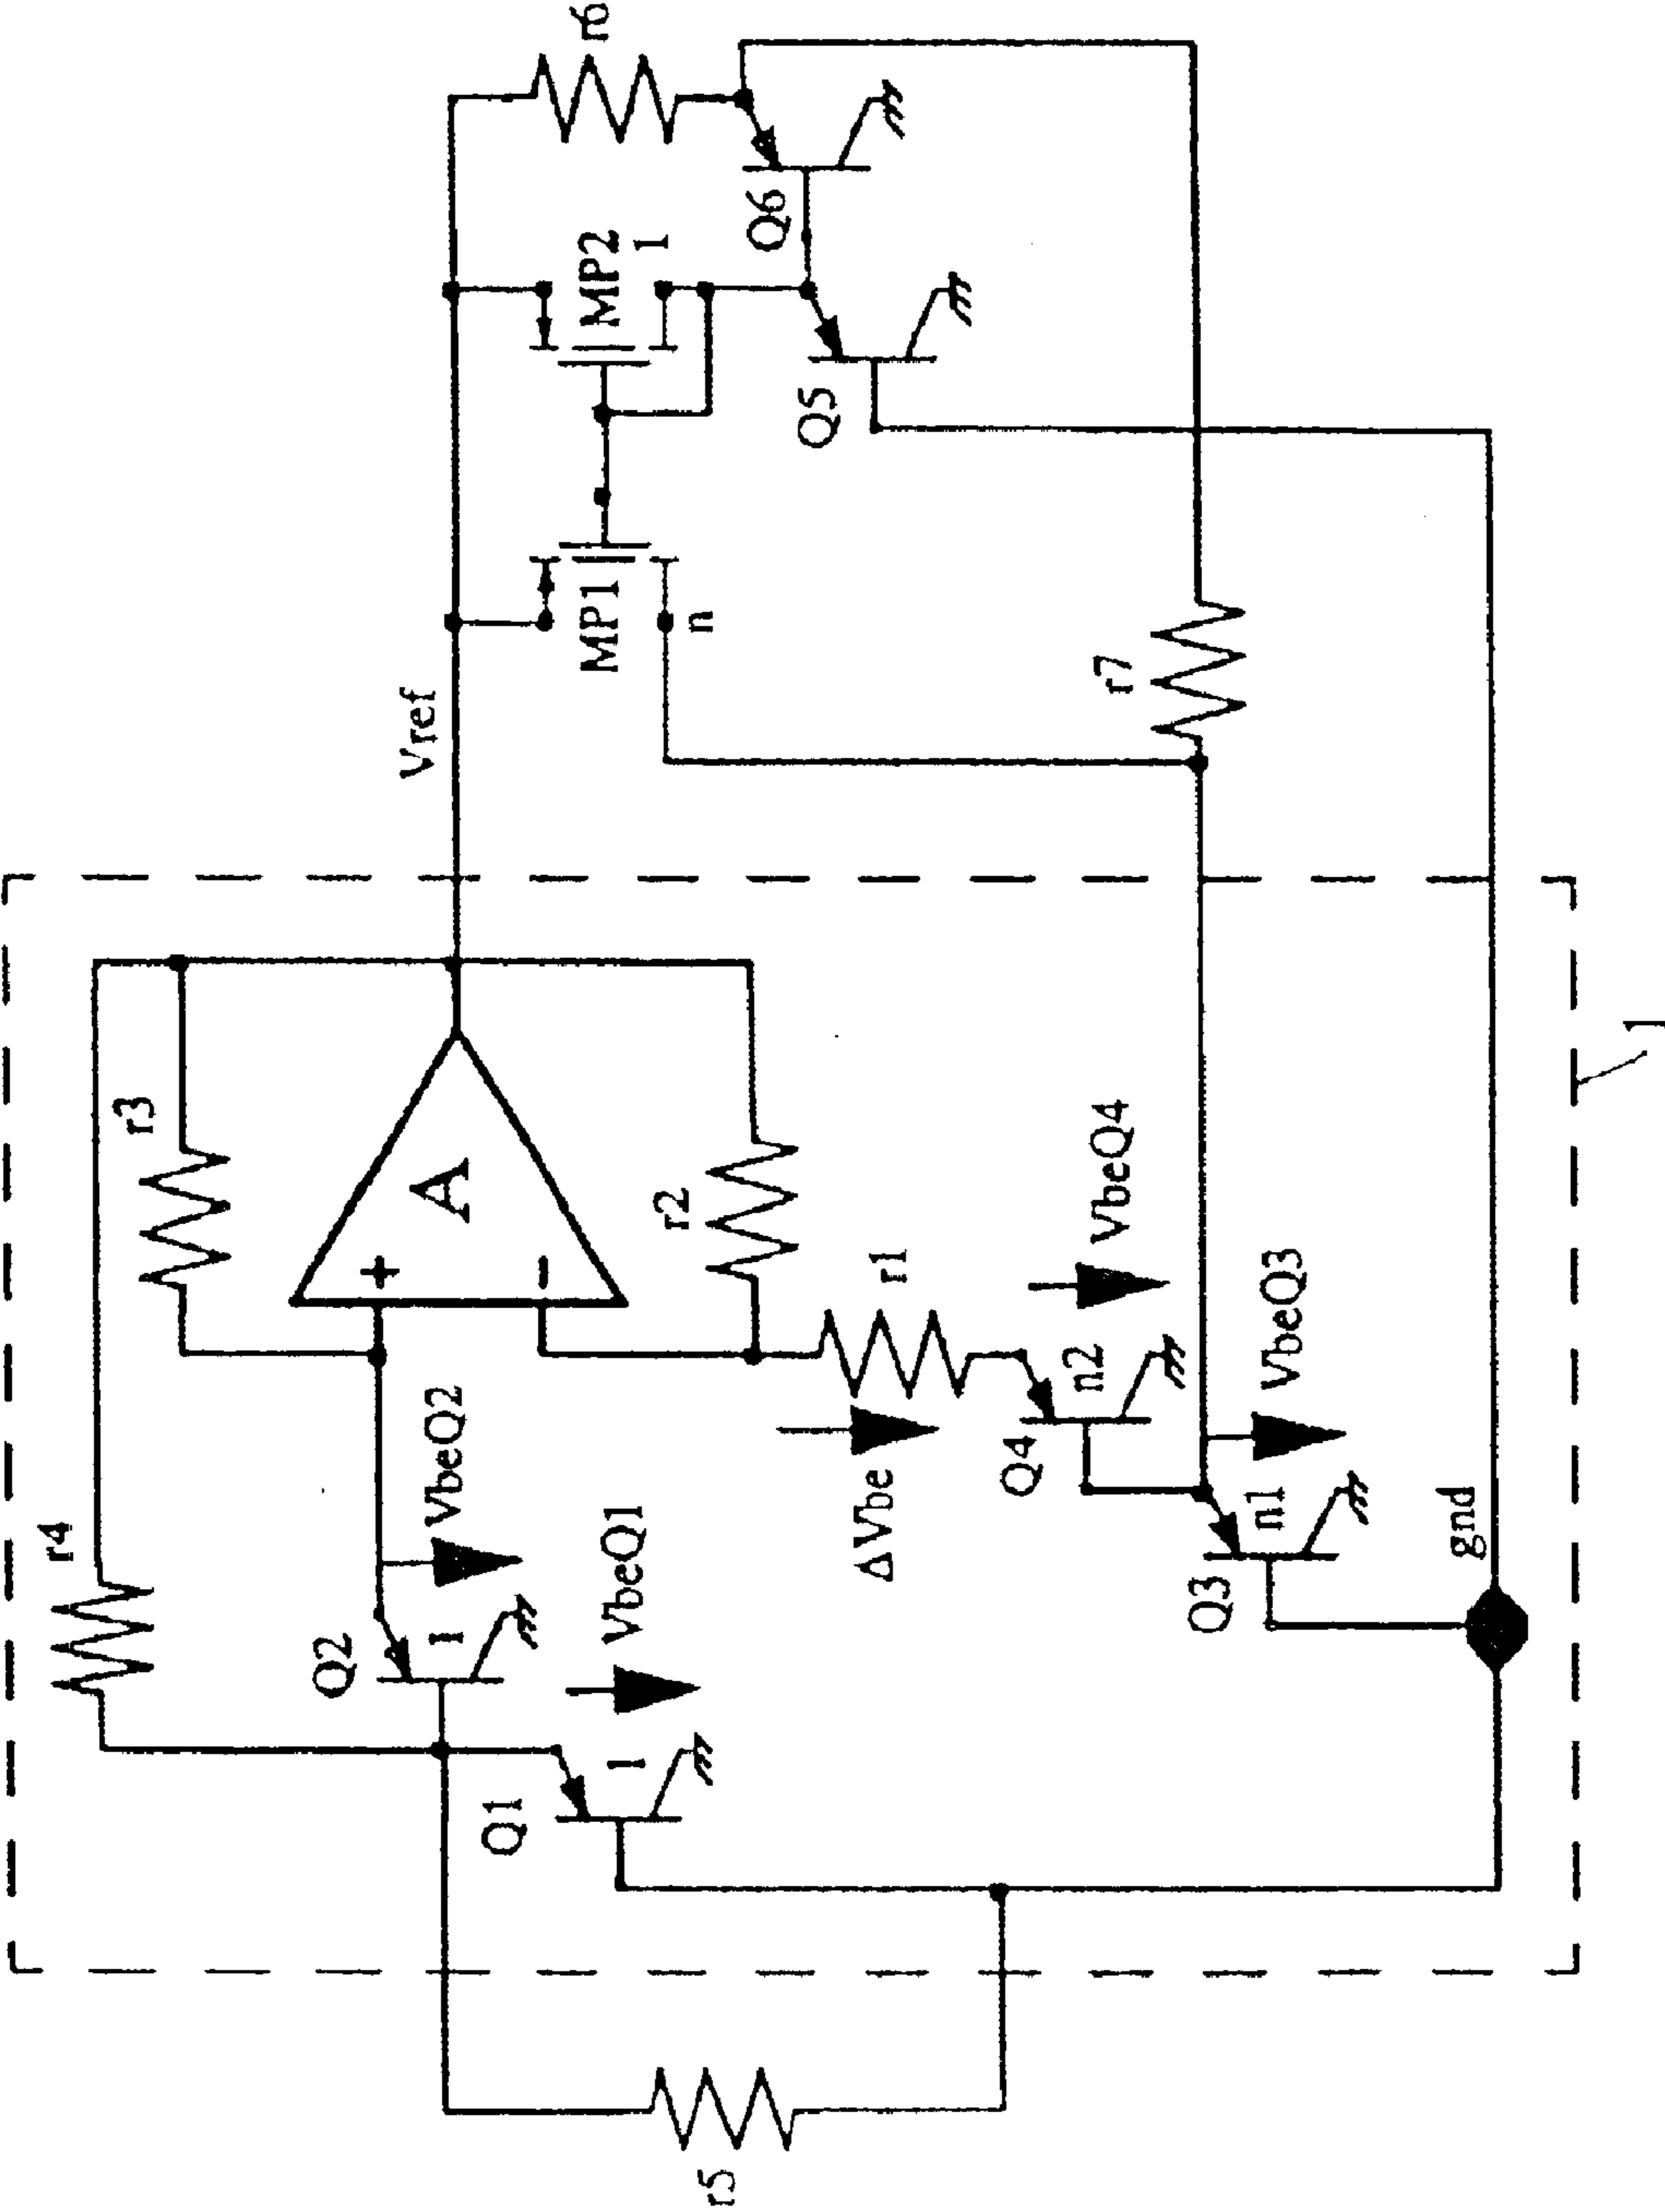 r6
MP2
1
Q6
Q5
MP1
n
Vref
r7
r3
A
+
-
r2
r1
VbeQ4
r4
Q2
1
VbeQ2
VbeQ1
ΔVbe
Q4
n2
VbeQ3
Q1
1
Q3
n1
gnd
r5
1